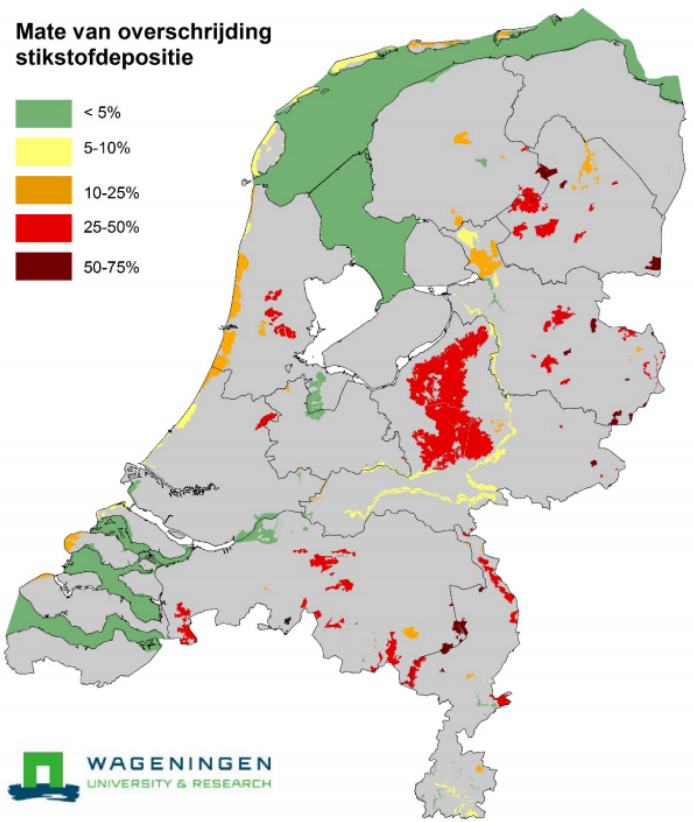 Mate van overschrijding
stikstofdepositie
< 5%
5-10%
10-25%
25-50%
50-75%
WAGENINGEN
UNIVERSITY & RESEARCH